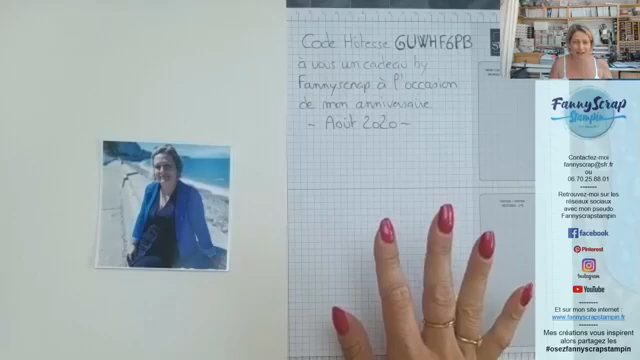 Code Hôtesse GUWHF6PB
à vous un cadeau by
Fannyscrap à l'occasion
de mon anniversaire
~ Août 2020 ~
FannyScrap
Stampin
Contactez-moi
fannyscrap@sfr.fr
ou
06.70.25.88.01
--------
Retrouvez-moi sur les
réseaux sociaux
avec mon pseudo
Fannyscrapstampin
facebook
Pinterest
Instagram
YouTube
--------
Et sur mon site internet :
www.fannyscrapstampin.fr
--------
Mes créations vous inspirent
alors partagez les
#osezfannyscrapstampin